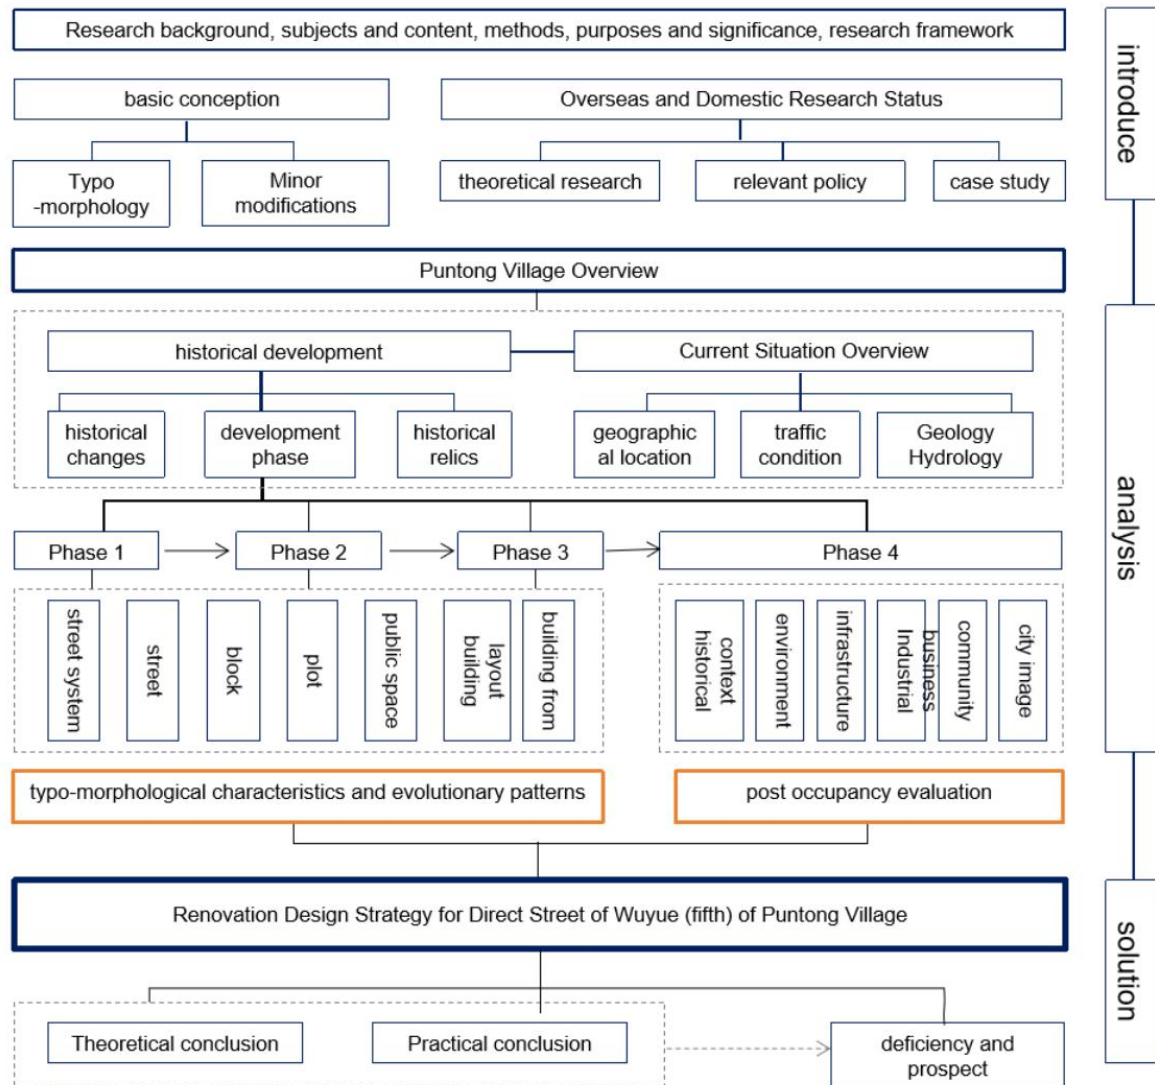 Research background, subjects and content, methods, purposes and significance, research framework
introduce
basic conception
Overseas and Domestic Research Status
Typo
-morphology
Minor
modifications
theoretical research
relevant policy
case study
Puntong Village Overview
analysis
historical development
Current Situation Overview
historical
changes
development
phase
historical
relics
geographic
al location
traffic
condition
Geology
Hydrology
Phase 1
Phase 2
Phase 3
Phase 4
street system
street
block
plot
public space
layout
building
building from
context
historical
environment
infrastructure
business
Industrial
community
city image
typo-morphological characteristics and evolutionary patterns
post occupancy evaluation
Renovation Design Strategy for Direct Street of Wuyue (fifth) of Puntong Village
solution
Theoretical conclusion
Practical conclusion
deficiency and
prospect